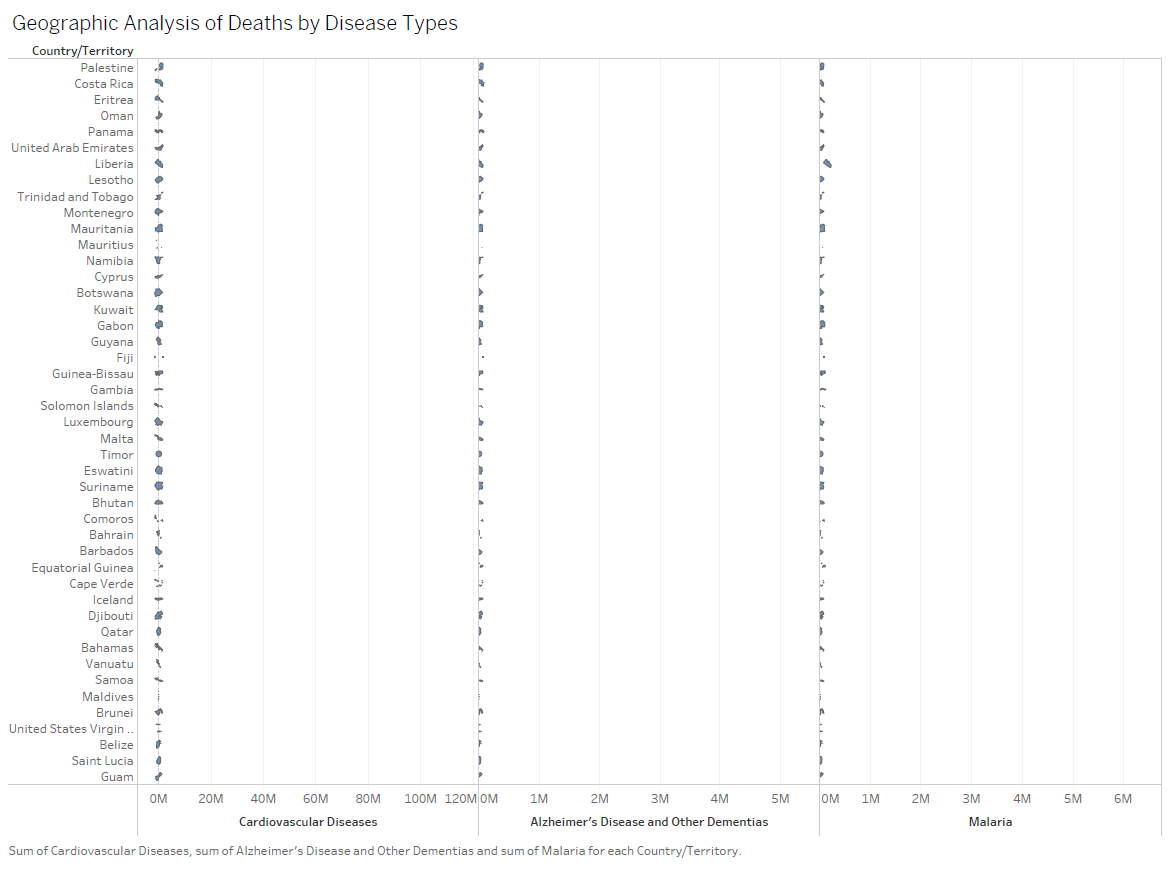 Geographic Analysis of Deaths by Disease Types
Country/Territory
Palestine
Costa Rica
Eritrea
Oman
Panama
United Arab Emirates
Liberia
Lesotho
Trinidad and Tobago
Montenegro
Mauritania
Mauritius
Namibia
Cyprus
Botswana
Kuwait
Gabon
Guyana
Fiji
Guinea-Bissau
Gambia
Solomon Islands
Luxembourg
Malta
Timor
Eswatini
Suriname
Bhutan
Comoros
Bahrain
Barbados
Equatorial Guinea
Cape Verde
Iceland
Djibouti
Qatar
Bahamas
Vanuatu
Samoa
Maldives
Brunei
United States Virgin ..
Belize
Saint Lucia
Guam
0M 20M 40M 60M 80M 100M 120M 0M 1M 2M 3M 4M 5M 0M 1M 2M 3M 4M 5M 6M
Cardiovascular Diseases Alzheimer's Disease and Other Dementias Malaria
Sum of Cardiovascular Diseases, sum of Alzheimer's Disease and Other Dementias and sum of Malaria for each Country/Territory.